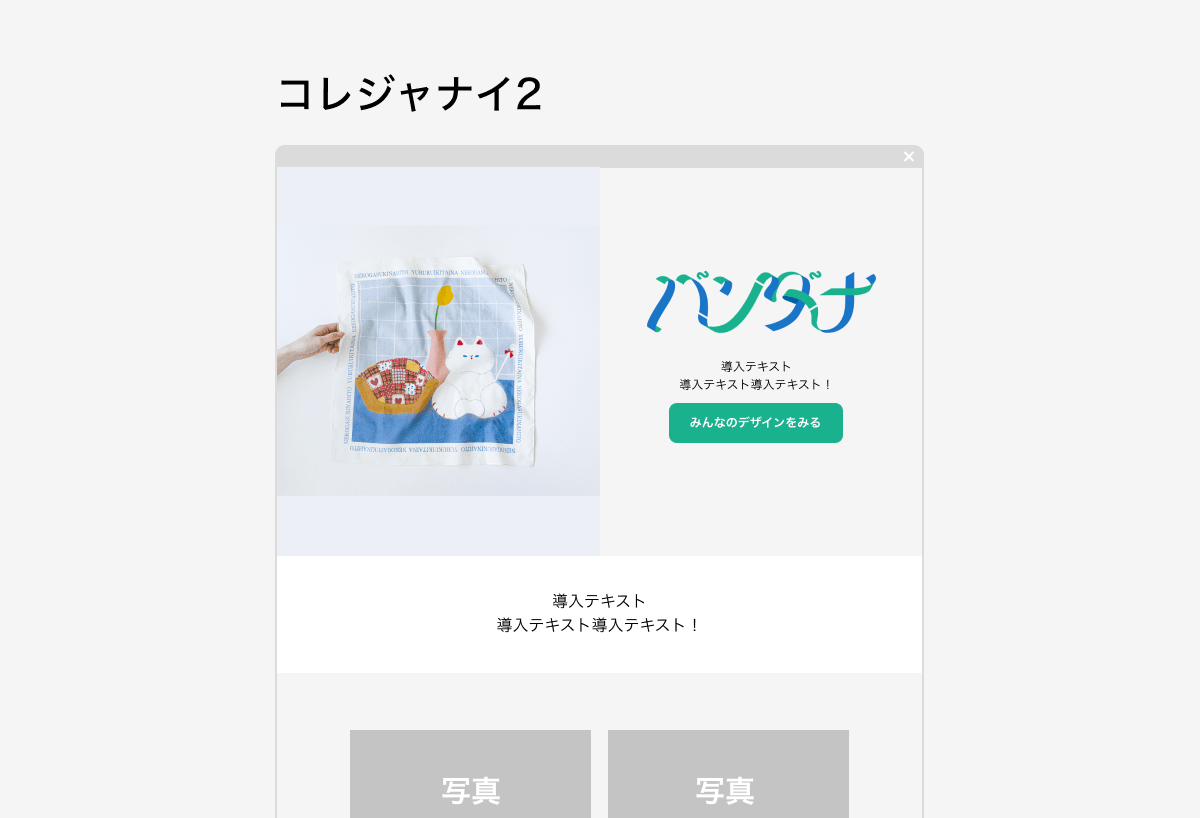 コレジャナイ2
バンダナ
導入テキスト
導入テキスト導入テキスト！
みんなのデザインをみる
導入テキスト
導入テキスト導入テキスト！
写真
写真